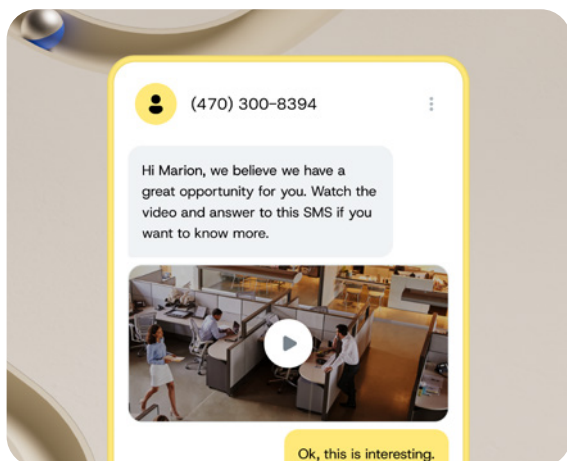 (470) 300-8394
Hi Marion, we believe we have a
great opportunity for you. Watch the
video and answer to this SMS if you
want to know more.
Ok, this is interesting.